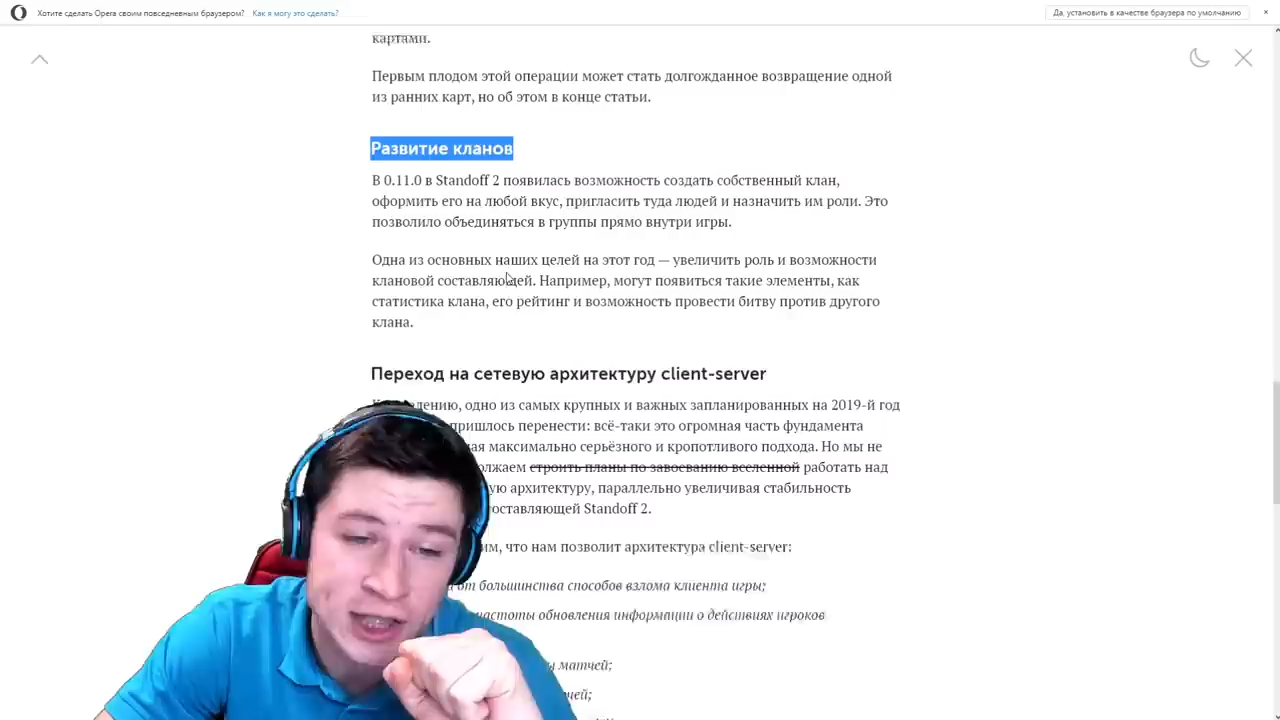 Хотите сделать Opera своим повседневным браузером? Как я могу это сделать? Да, установить в качестве браузера по умолчанию
картами.
Первым плодом этой операции может стать долгожданное возвращение одной
из ранних карт, но об этом в конце статьи.
Развитие кланов
В 0.11.0 в Standoff 2 появилась возможность создать собственный клан,
оформить его на любой вкус, пригласить туда людей и назначить им роли. Это
позволило объединяться в группы прямо внутри игры.
Одна из основных наших целей на этот год — увеличить роль и возможности
клановой составляющей. Например, могут появиться такие элементы, как
статистика клана, его рейтинг и возможность провести битву против другого
клана.
Переход на сетевую архитектуру client-server
одно из самых крупных и важных запланированных на 2019-й год
пришлось перенести: всё-таки это огромная часть фундамента
максимально серьёзного и кропотливого подхода. Но мы не
строить планы по завоеванию вселенной работать над
архитектуру, параллельно увеличивая стабильность
Standoff 2.
что нам позволит архитектура client-server:
от большинства способов взлома клиента игры;
обновления информации о действиях игроков
матчей;